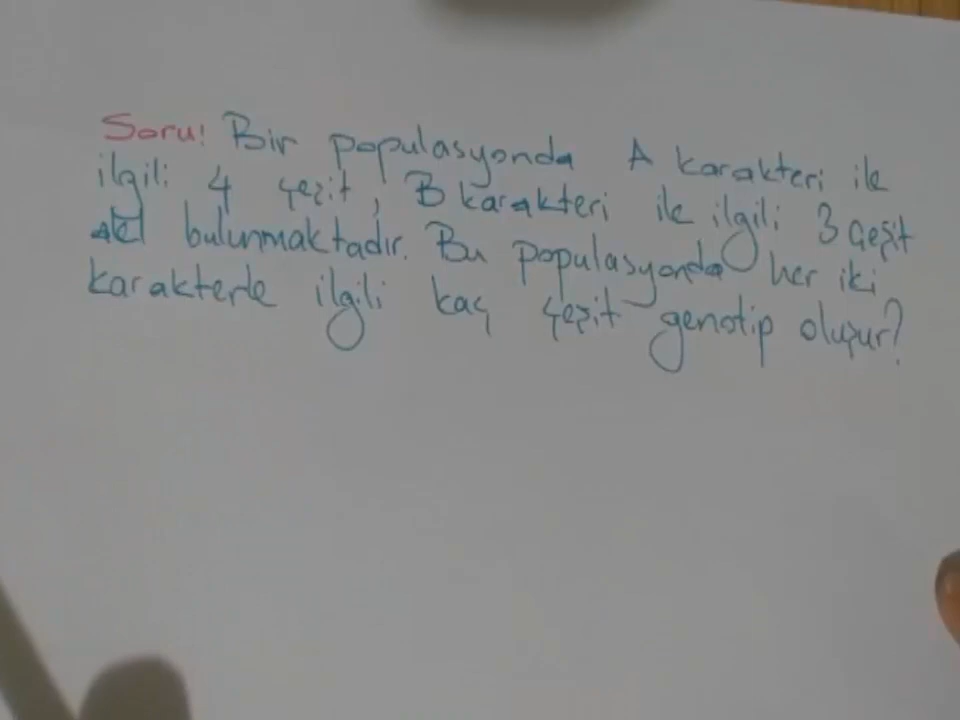 Soru! Bir populasyonda A karakteri ile
ilgili 4 çeşit, B karakteri ile ilgili 3 çeşit
alel bulunmaktadır. Bu populasyonda her iki
karakterle ilgili kaç çeşit genotip oluşur?